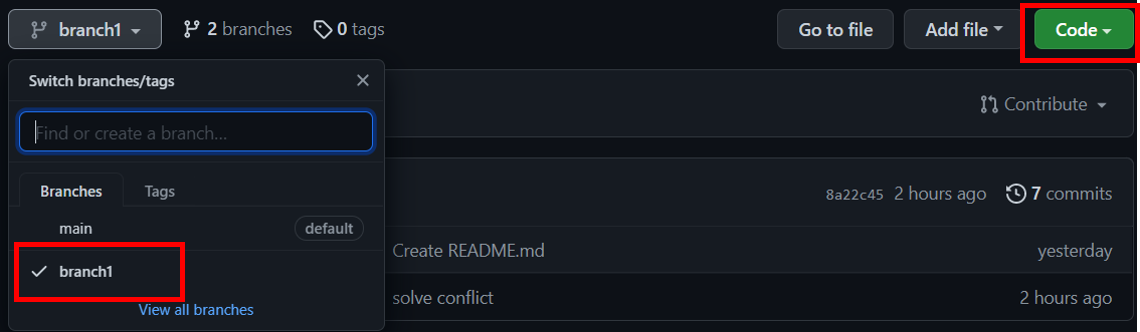 branch1
2 branches
0 tags
Go to file
Add file
Code
Switch branches/tags
Find or create a branch...
Contribute
Branches
Tags
8a22c45 2 hours ago
7 commits
main
default
Create README.md
yesterday
branch1
solve conflict
2 hours ago
View all branches